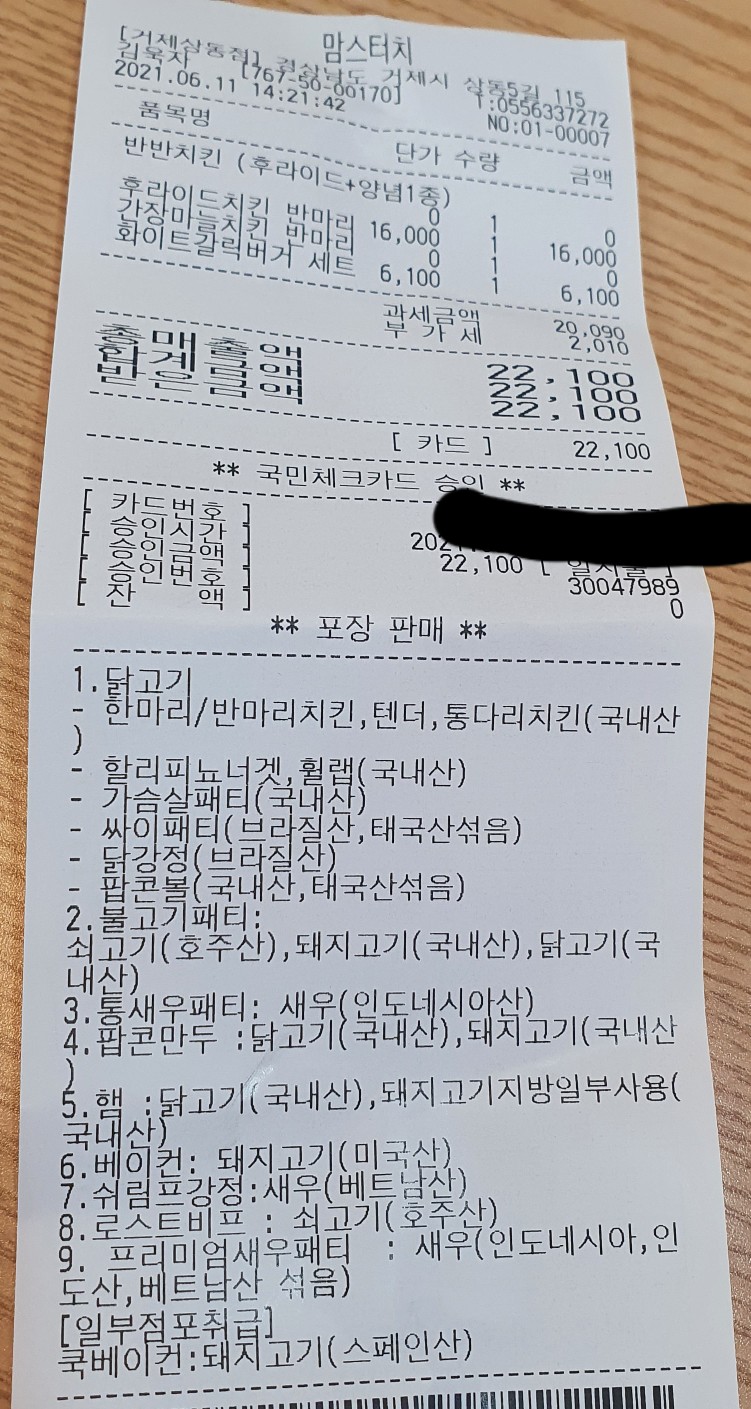 맘스터치
[거제상동점] 경상남도 거제시 상동5길 115
김옥자 [767-50-00170] T:0556337272
2021.06.11 14:21:42 NO:01-00007
품목명 단가 수량 금액
반반치킨 (후라이드+양념1종)
0 1 0
후라이드치킨 반마리 16,000 1 16,000
간장마늘치킨 반마리 0 1 0
화이트갈릭버거 세트 6,100 1 6,100
과세금액 20,090
부 가 세 2,010
총매출액 22,100
합계금액 22,100
받은금액 22,100
[ 카드 ] 22,100
** 국민체크카드 승인 **
[ 카드번호 ]
[ 승인시간 ]
[ 승인금액 ] 22,100 [ 일시불 ]
[ 승인번호 ] 30047989
[ 잔 액 ] 0
** 포장 판매 **
1.닭고기
- 한마리/반마리치킨,텐더,통다리치킨(국내산
)
- 할리피뇨너겟,휠랩(국내산)
- 가슴살패티(국내산)
- 싸이패티(브라질산,태국산섞음)
- 닭강정(브라질산)
- 팝콘볼(국내산,태국산섞음)
2.불고기패티:
쇠고기(호주산),돼지고기(국내산),닭고기(국
내산)
3.통새우패티: 새우(인도네시아산)
4.팝콘만두 :닭고기(국내산),돼지고기(국내산
)
5.햄 :닭고기(국내산),돼지고기지방일부사용(
국내산)
6.베이컨: 돼지고기(미국산)
7.쉬림프강정:새우(베트남산)
8.로스트비프 : 쇠고기(호주산)
9. 프리미엄새우패티 : 새우(인도네시아,인
도산,베트남산 섞음)
[일부점포취급]
쿡베이컨:돼지고기(스페인산)